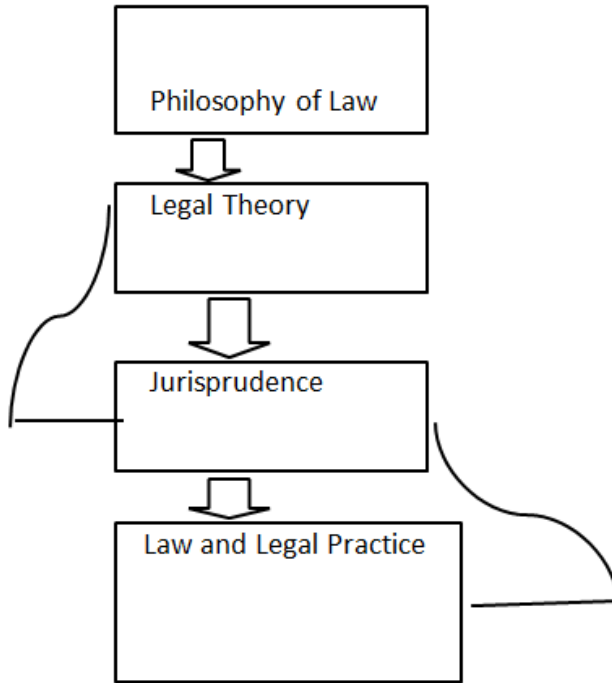 Philosophy of Law
Legal Theory
Jurisprudence
Law and Legal Practice